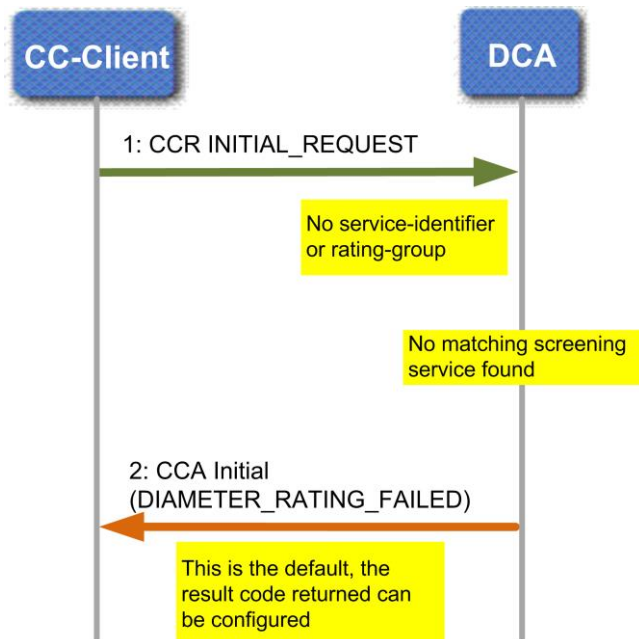 CC-Client
DCA
1: CCR INITIAL_REQUEST
No service-identifier
or rating-group
No matching screening
service found
2: CCA Initial
(DIAMETER_RATING_FAILED)
This is the default, the
result code returned can
be configured